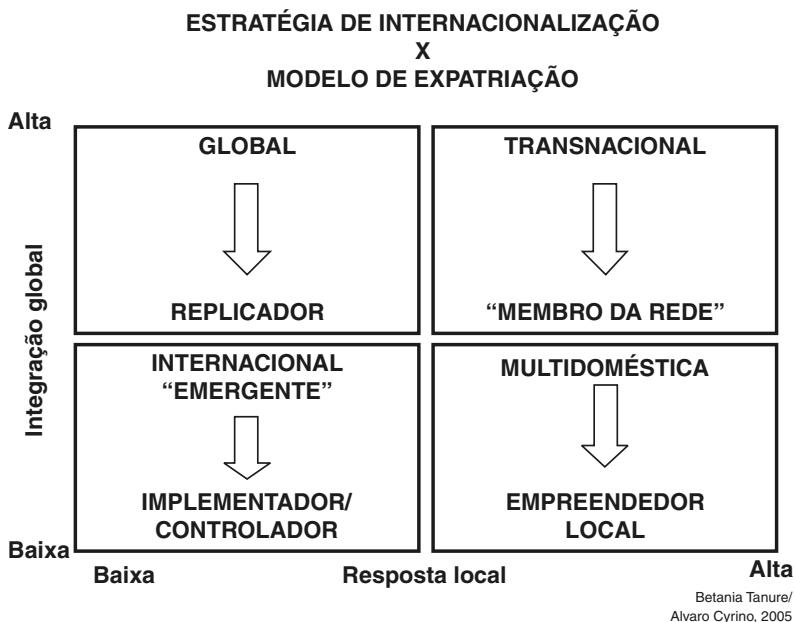 ESTRATÉGIA DE INTERNACIONALIZAÇÃO
X
MODELO DE EXPATRIAÇÃO
Alta
GLOBAL
REPLICADOR
TRANSNACIONAL
“MEMBRO DA REDE”
Integração global
INTERNACIONAL
“EMERGENTE”
IMPLEMENTADOR/
CONTROLADOR
MULTIDOMÉSTICA
EMPREENDEDOR
LOCAL
Baixa
Baixa
Resposta local
Alta
Betania Tanure/
Alvaro Cyrino, 2005